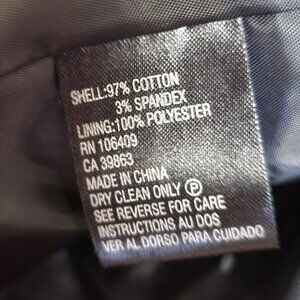 SHELL:97% COTTON
3% SPANDEX
LINING:100% POLYESTER
RN 106409
CA 39863
MADE IN CHINA
DRY CLEAN ONLY Ⓟ
SEE REVERSE FOR CARE
INSTRUCTIONS AU DOS
VER AL DORSO PARA CUIDADO